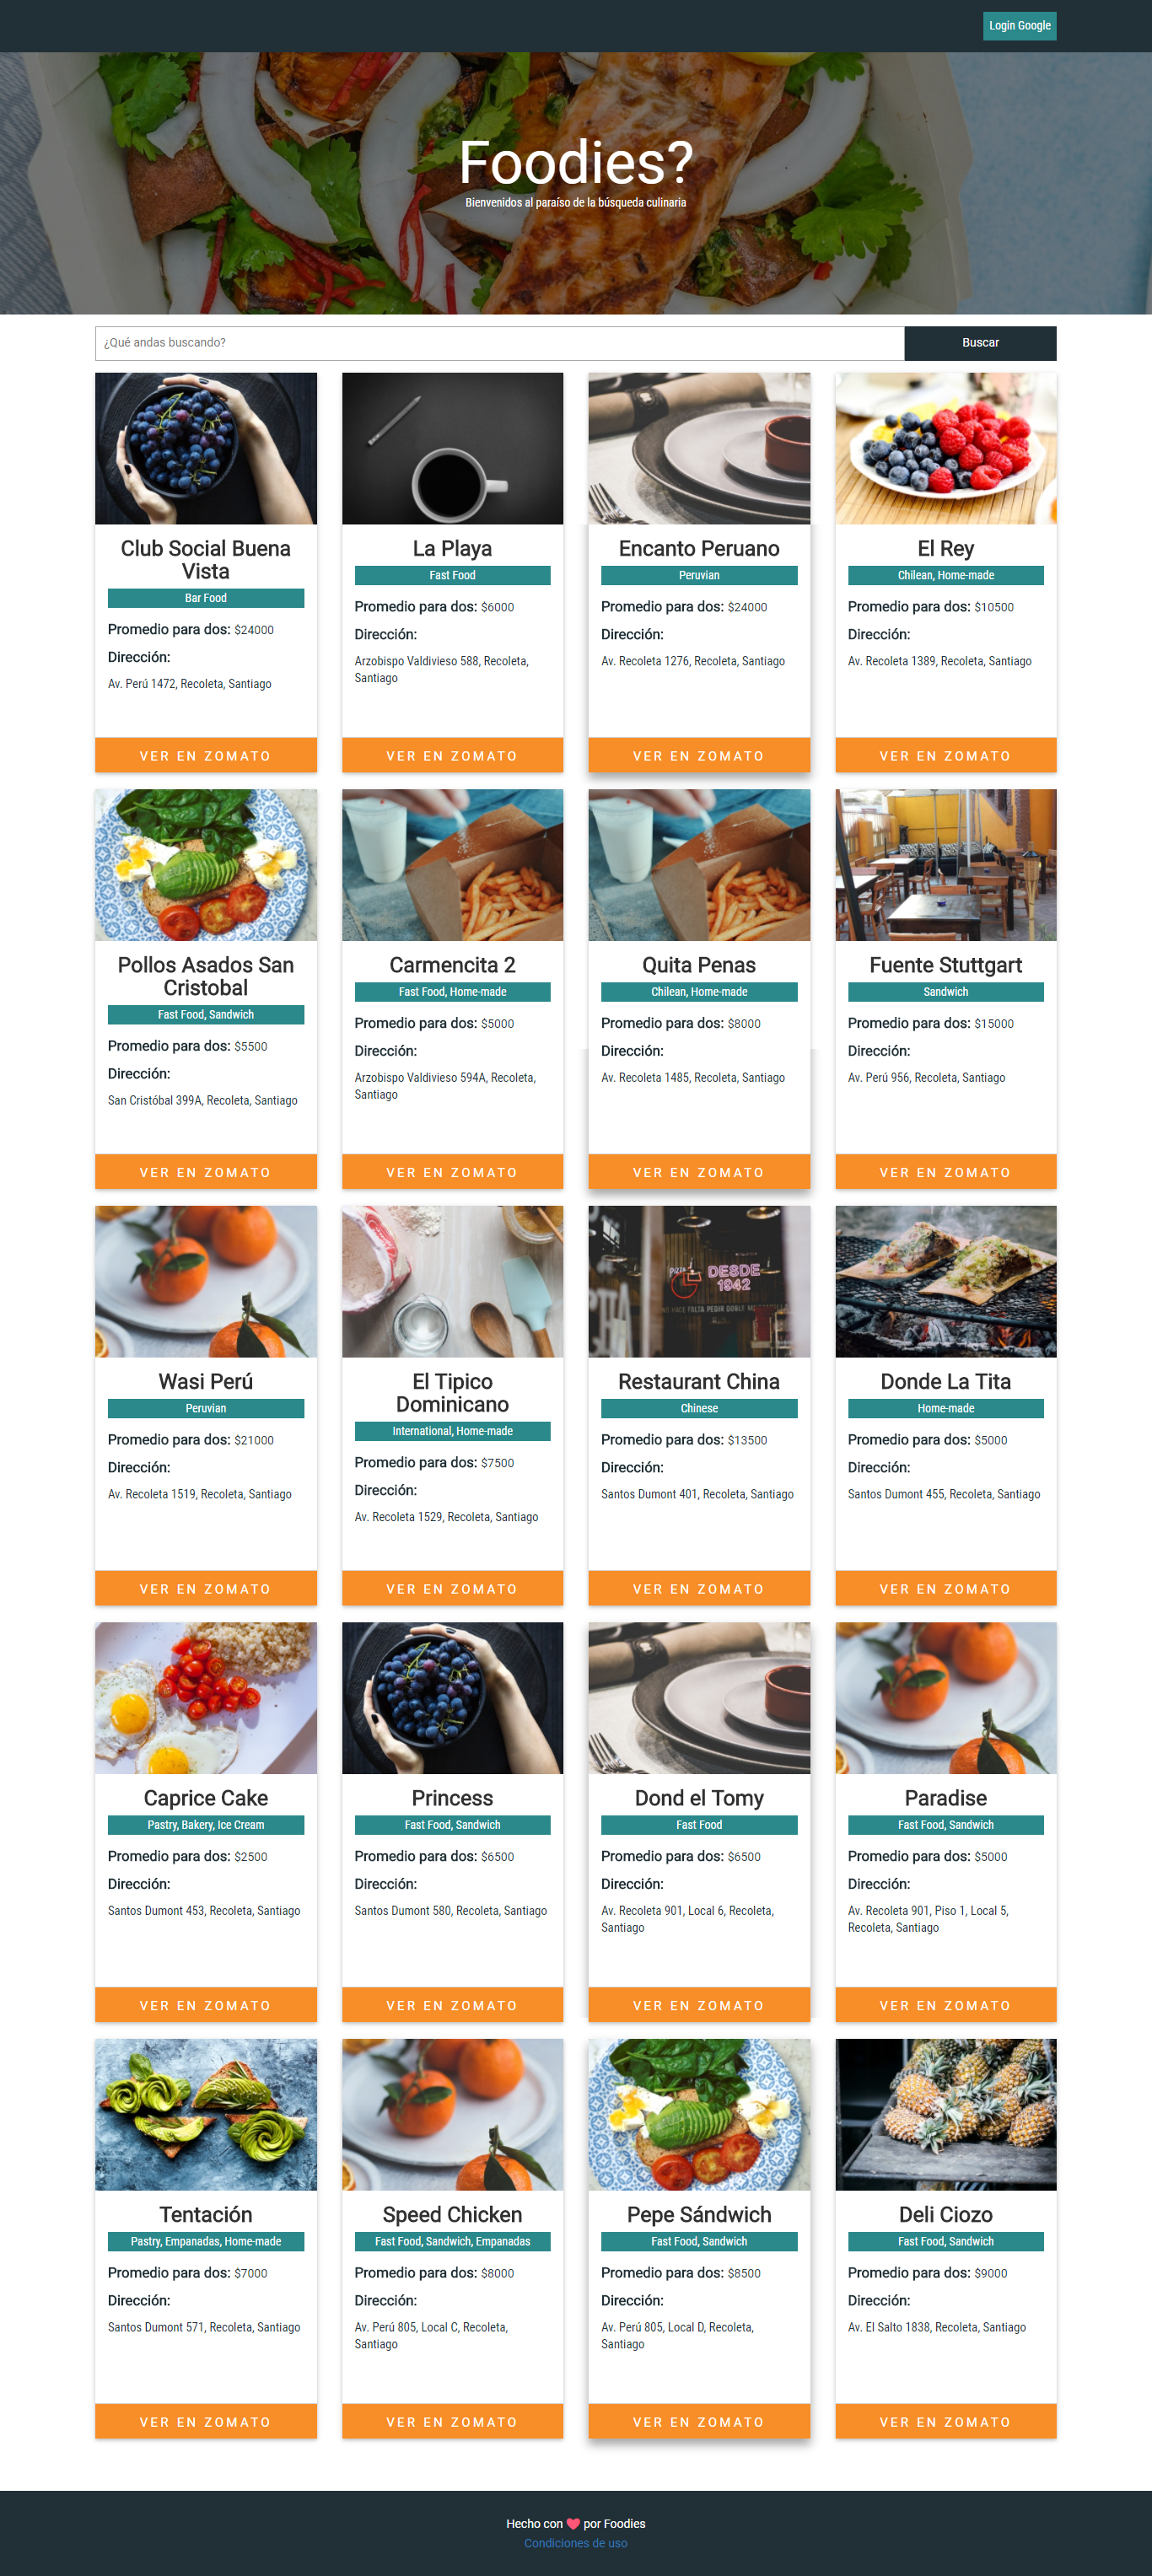 Login Google
Foodies?
Bienvenidos al paraíso de la búsqueda culinaria
¿Qué andas buscando?
Buscar
Club Social Buena
Vista
Bar Food
Promedio para dos: $24000
Dirección:
Av. Perú 1472, Recoleta, Santiago
VER EN ZOMATO
La Playa
Fast Food
Promedio para dos: $6000
Dirección:
Arzobispo Valdivieso 588, Recoleta,
Santiago
VER EN ZOMATO
Encanto Peruano
Peruvian
Promedio para dos: $24000
Dirección:
Av. Recoleta 1276, Recoleta, Santiago
VER EN ZOMATO
El Rey
Chilean, Home-made
Promedio para dos: $10500
Dirección:
Av. Recoleta 1389, Recoleta, Santiago
VER EN ZOMATO
Pollos Asados San
Cristobal
Fast Food, Sandwich
Promedio para dos: $5500
Dirección:
San Cristóbal 399A, Recoleta, Santiago
VER EN ZOMATO
Carmencita 2
Fast Food, Home-made
Promedio para dos: $5000
Dirección:
Arzobispo Valdivieso 594A, Recoleta,
Santiago
VER EN ZOMATO
Quita Penas
Chilean, Home-made
Promedio para dos: $8000
Dirección:
Av. Recoleta 1485, Recoleta, Santiago
VER EN ZOMATO
Fuente Stuttgart
Sandwich
Promedio para dos: $15000
Dirección:
Av. Perú 956, Recoleta, Santiago
VER EN ZOMATO
Wasi Perú
Peruvian
Promedio para dos: $21000
Dirección:
Av. Recoleta 1519, Recoleta, Santiago
VER EN ZOMATO
El Tipico
Dominicano
International, Home-made
Promedio para dos: $7500
Dirección:
Av. Recoleta 1529, Recoleta, Santiago
VER EN ZOMATO
PIZZA
DESDE
1942
HACE FALTA PEDIR DOBLE
Restaurant China
Chinese
Promedio para dos: $13500
Dirección:
Santos Dumont 401, Recoleta, Santiago
VER EN ZOMATO
Donde La Tita
Home-made
Promedio para dos: $5000
Dirección:
Santos Dumont 455, Recoleta, Santiago
VER EN ZOMATO
Caprice Cake
Pastry, Bakery, Ice Cream
Promedio para dos: $2500
Dirección:
Santos Dumont 453, Recoleta, Santiago
VER EN ZOMATO
Princess
Fast Food, Sandwich
Promedio para dos: $6500
Dirección:
Santos Dumont 580, Recoleta, Santiago
VER EN ZOMATO
Dond el Tomy
Fast Food
Promedio para dos: $6500
Dirección:
Av. Recoleta 901, Local 6, Recoleta,
Santiago
VER EN ZOMATO
Paradise
Fast Food, Sandwich
Promedio para dos: $5000
Dirección:
Av. Recoleta 901, Piso 1, Local 5,
Recoleta, Santiago
VER EN ZOMATO
Tentación
Pastry, Empanadas, Home-made
Promedio para dos: $7000
Dirección:
Santos Dumont 571, Recoleta, Santiago
VER EN ZOMATO
Speed Chicken
Fast Food, Sandwich, Empanadas
Promedio para dos: $8000
Dirección:
Av. Perú 805, Local C, Recoleta,
Santiago
VER EN ZOMATO
Pepe Sándwich
Fast Food, Sandwich
Promedio para dos: $8500
Dirección:
Av. Perú 805, Local D, Recoleta,
Santiago
VER EN ZOMATO
Deli Ciozo
Fast Food, Sandwich
Promedio para dos: $9000
Dirección:
Av. El Salto 1838, Recoleta, Santiago
VER EN ZOMATO
Hecho con ❤ por Foodies
Condiciones de uso